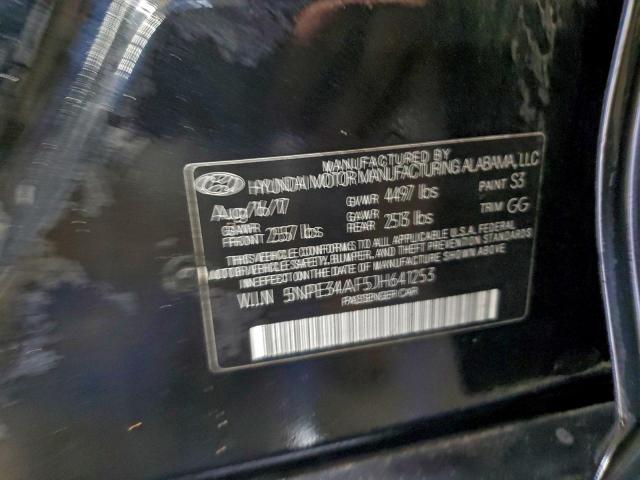 MANUFACTURED BY
HYUNDAI MOTOR MANUFACTURING ALABAMA, LLC
Aug/16/17 GVWR 4497 lbs PAINT S3
GAWR FRONT 2557 lbs GAWR REAR 2513 lbs TRIM GG
THIS VEHICLE CONFORMS TO ALL APPLICABLE U.S.A. FEDERAL
MOTOR VEHICLE SAFETY, BUMPER, AND THEFT PREVENTION STANDARDS
IN EFFECT ON THE DATE OF MANUFACTURE SHOWN ABOVE.
V.I.N 5NPE34AF5JH641253
PASSENGER CAR